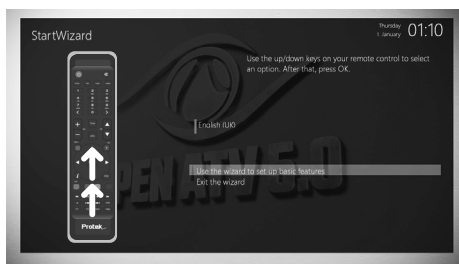 StartWizard
Thursday
1. January
01:10
Use the up/down keys on your remote control to select
an option. After that, press OK.
English (UK)
Use the wizard to set up basic features
Exit the wizard
OPEN ATV 6.0
Protek